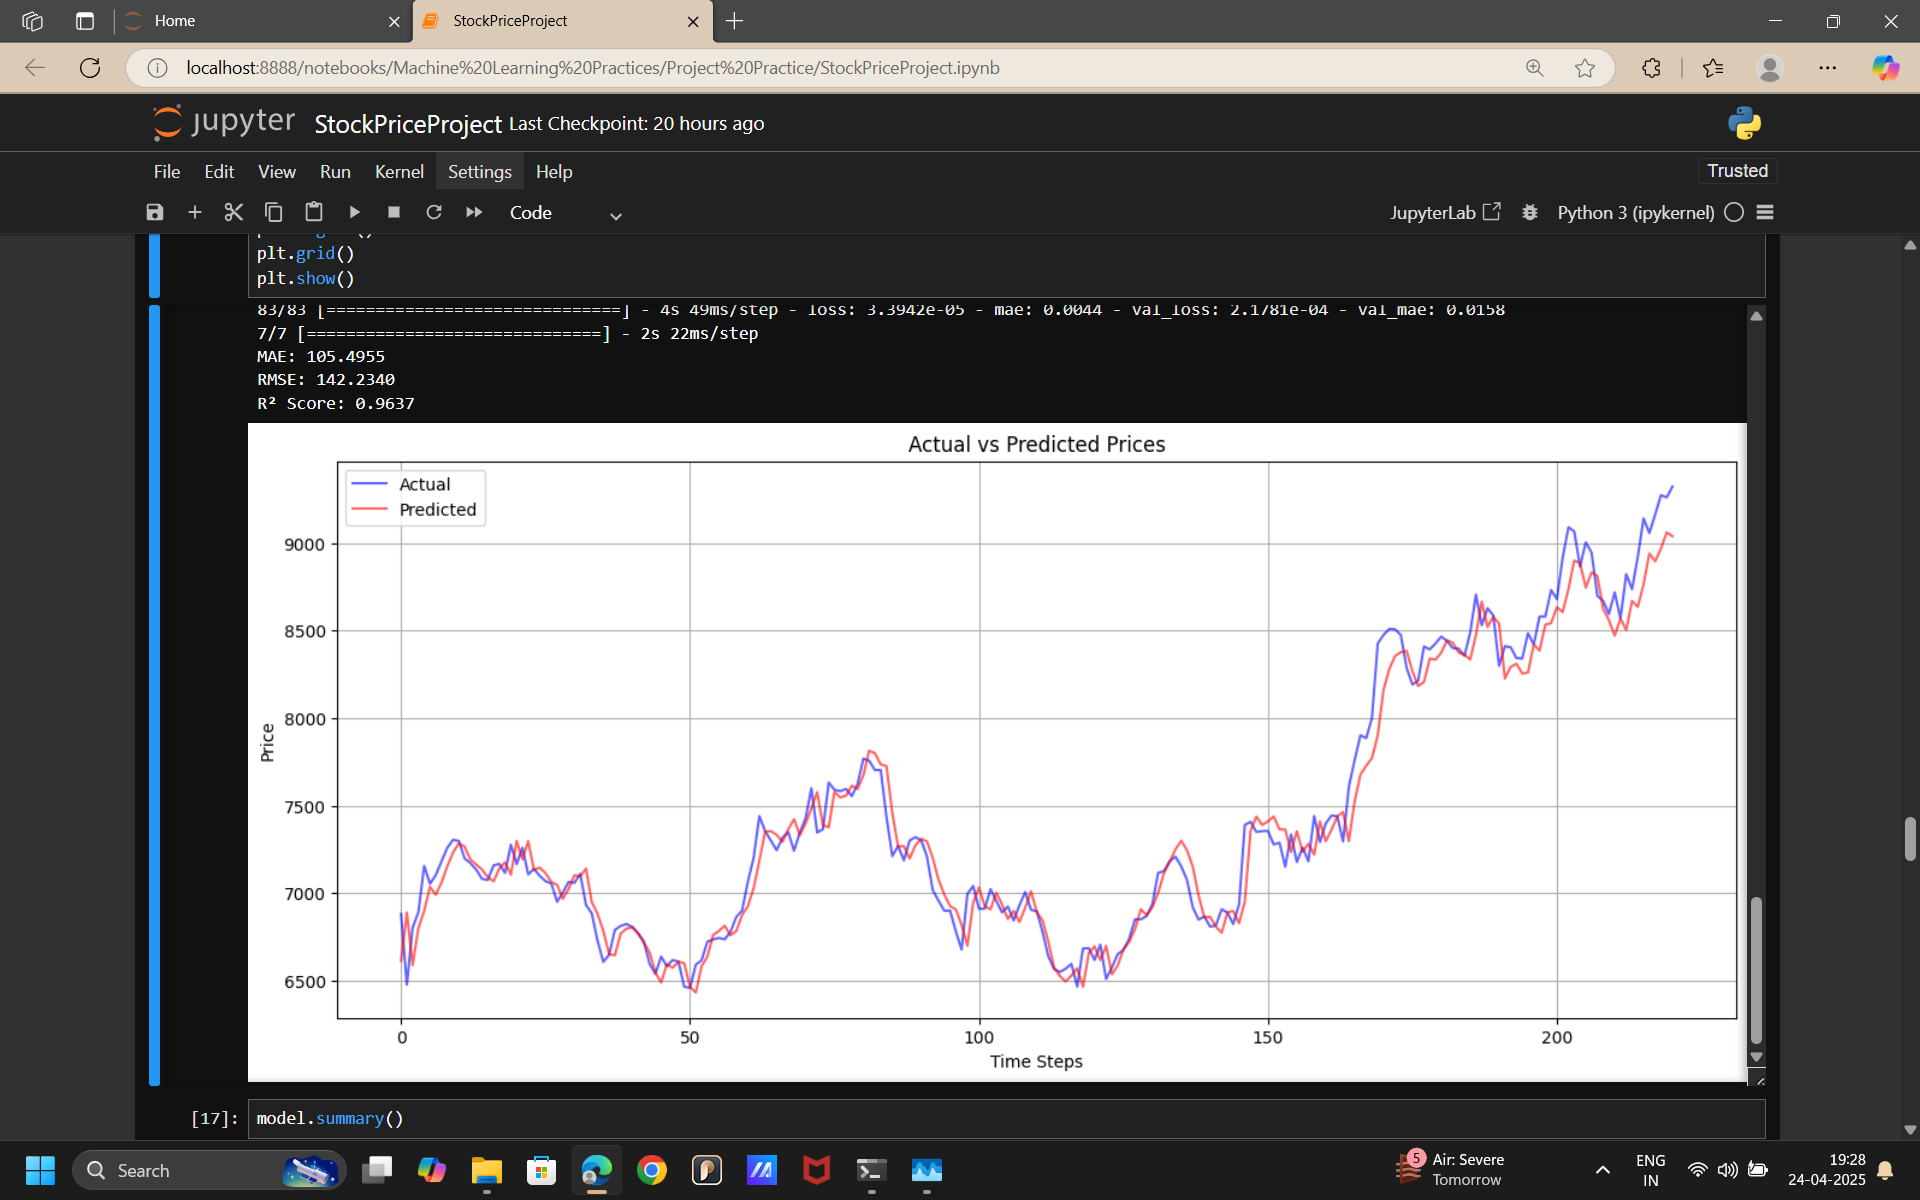 Home
StockPriceProject
localhost:8888/notebooks/Machine%20Learning%20Practices/Project%20Practice/StockPriceProject.ipynb
jupyter StockPriceProject Last Checkpoint: 20 hours ago
File Edit View Run Kernel Settings Help
Trusted
Code
JupyterLab
Python 3 (ipykernel)
plt.grid()
plt.show()
83/83 [==============================] - 4s 49ms/step - loss: 3.3942e-05 - mae: 0.0044 - val_loss: 2.1781e-04 - val_mae: 0.0158
7/7 [==============================] - 2s 22ms/step
MAE: 105.4955
RMSE: 142.2340
R² Score: 0.9637
Actual vs Predicted Prices
Actual
Predicted
9000
8500
8000
7500
7000
6500
Price
0 50 100 150 200
Time Steps
[17]: model.summary()
Search
5
Air: Severe
Tomorrow
ENG
IN
19:28
24-04-2025